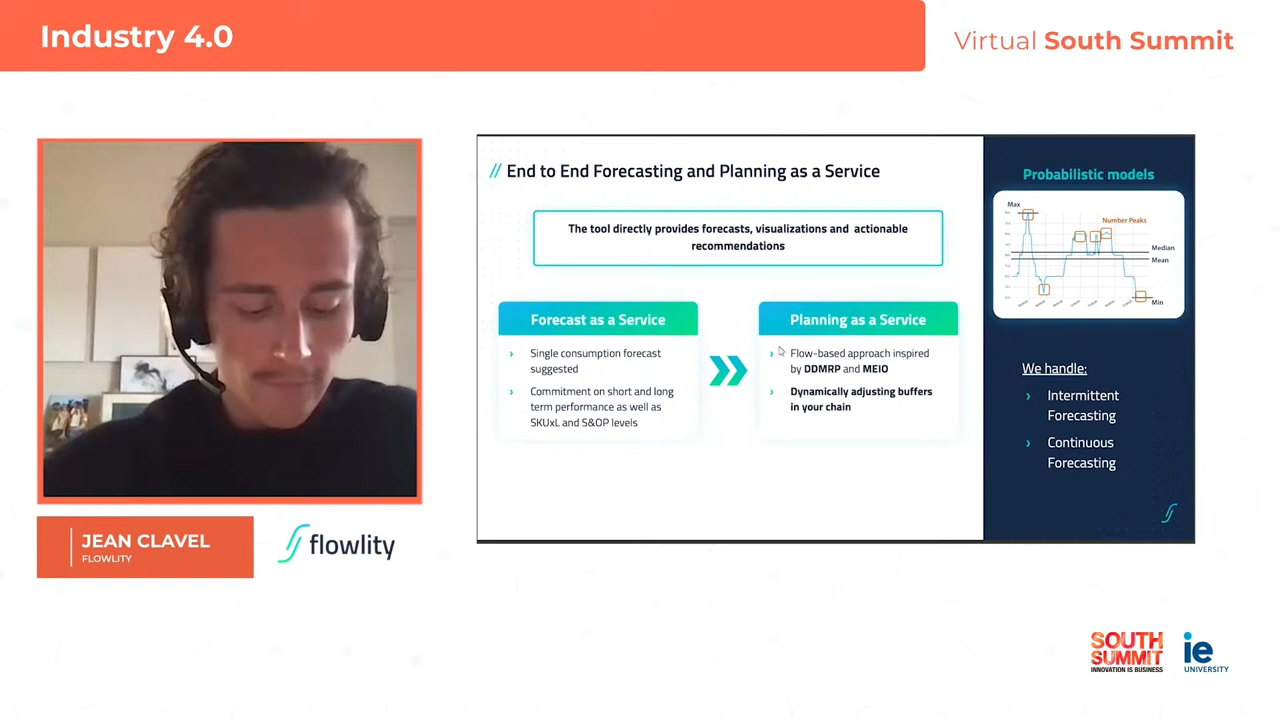 Industry 4.0
Virtual South Summit
// End to End Forecasting and Planning as a Service
The tool directly provides forecasts, visualizations and actionable
recommendations
Forecast as a Service
› Single consumption forecast
suggested
› Commitment on short and long
term performance as well as
SKUxL and S&OP levels
Planning as a Service
› Flow-based approach inspired
by DDMRP and MEIO
› Dynamically adjusting buffers
in your chain
Probabilistic models
Max
Number Peaks
Median
Mean
Min
We handle:
› Intermittent
Forecasting
› Continuous
Forecasting
JEAN CLAVEL
FLOWLITY
flowlity
SOUTH
SUMMIT
INNOVATION IS BUSINESS
ie
UNIVERSITY